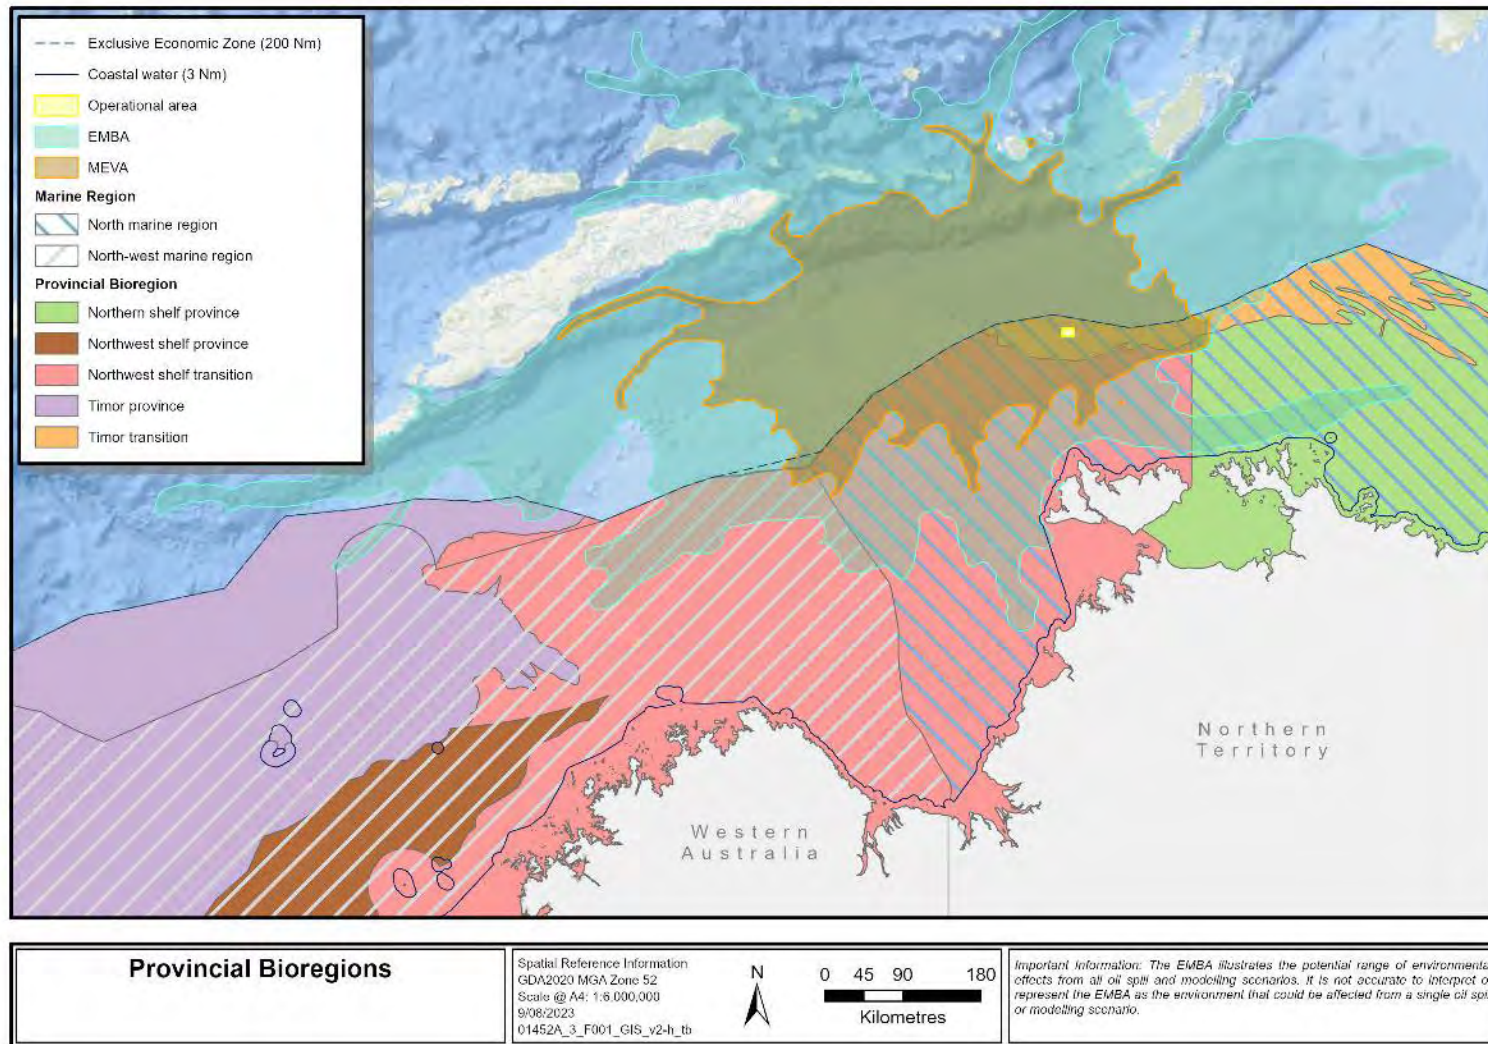 Exclusive Economic Zone (200 Nm)
Coastal water (3 Nm)
Operational area
EMBA
MEVA
Marine Region
North marine region
North-west marine region
Provincial Bioregion
Northern shelf province
Northwest shelf province
Northwest shelf transition
Timor province
Timor transition
Northern
Territory
Western
Australia
Provincial Bioregions
Spatial Reference Information
GDA2020 MGA Zone 52
Scale @ A4: 1:6,000,000
9/08/2023
01452A_3_F001_GIS_v2-h_tb
N
0 45 90 180
Kilometres
Important Information: The EMBA illustrates the potential range of environmenta
effects from all oil spill and modelling scenarios. It is not accurate to interpret o
represent the EMBA as the environment that could be affected from a single oil spi
or modelling scenario.